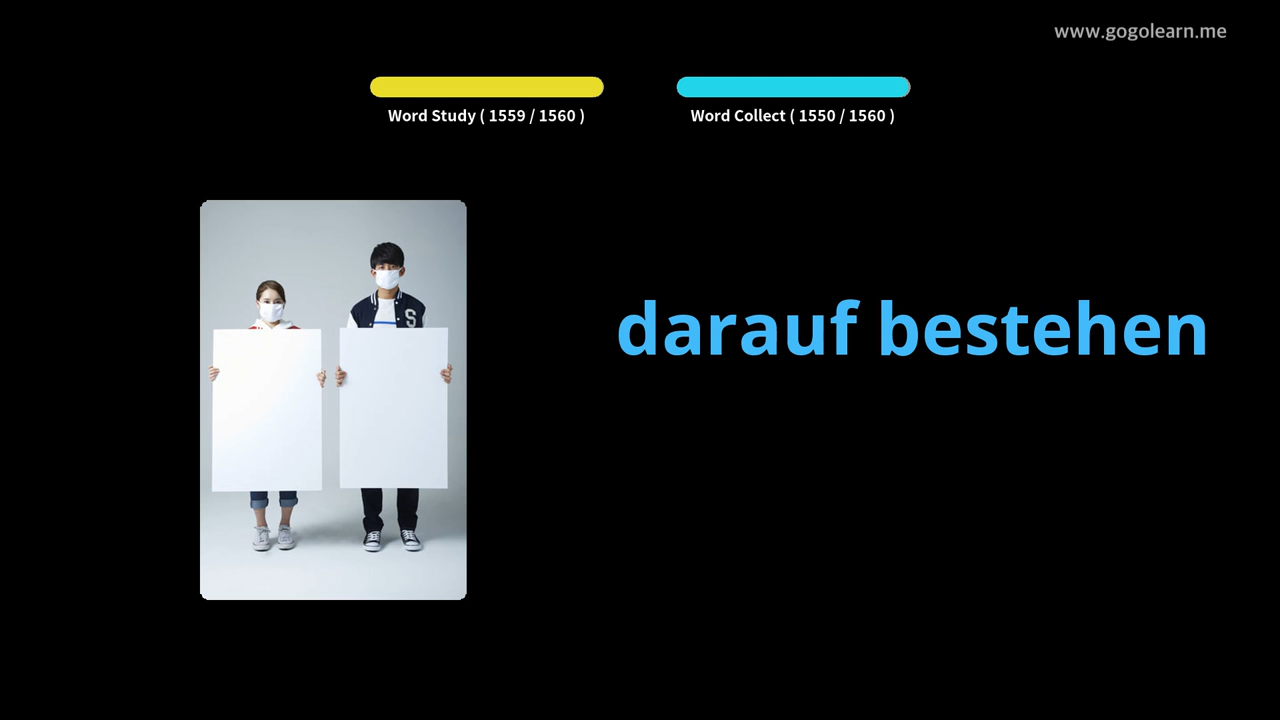 www.gogolearn.me
Word Study ( 1559 / 1560 )
Word Collect ( 1550 / 1560 )
S
darauf bestehen